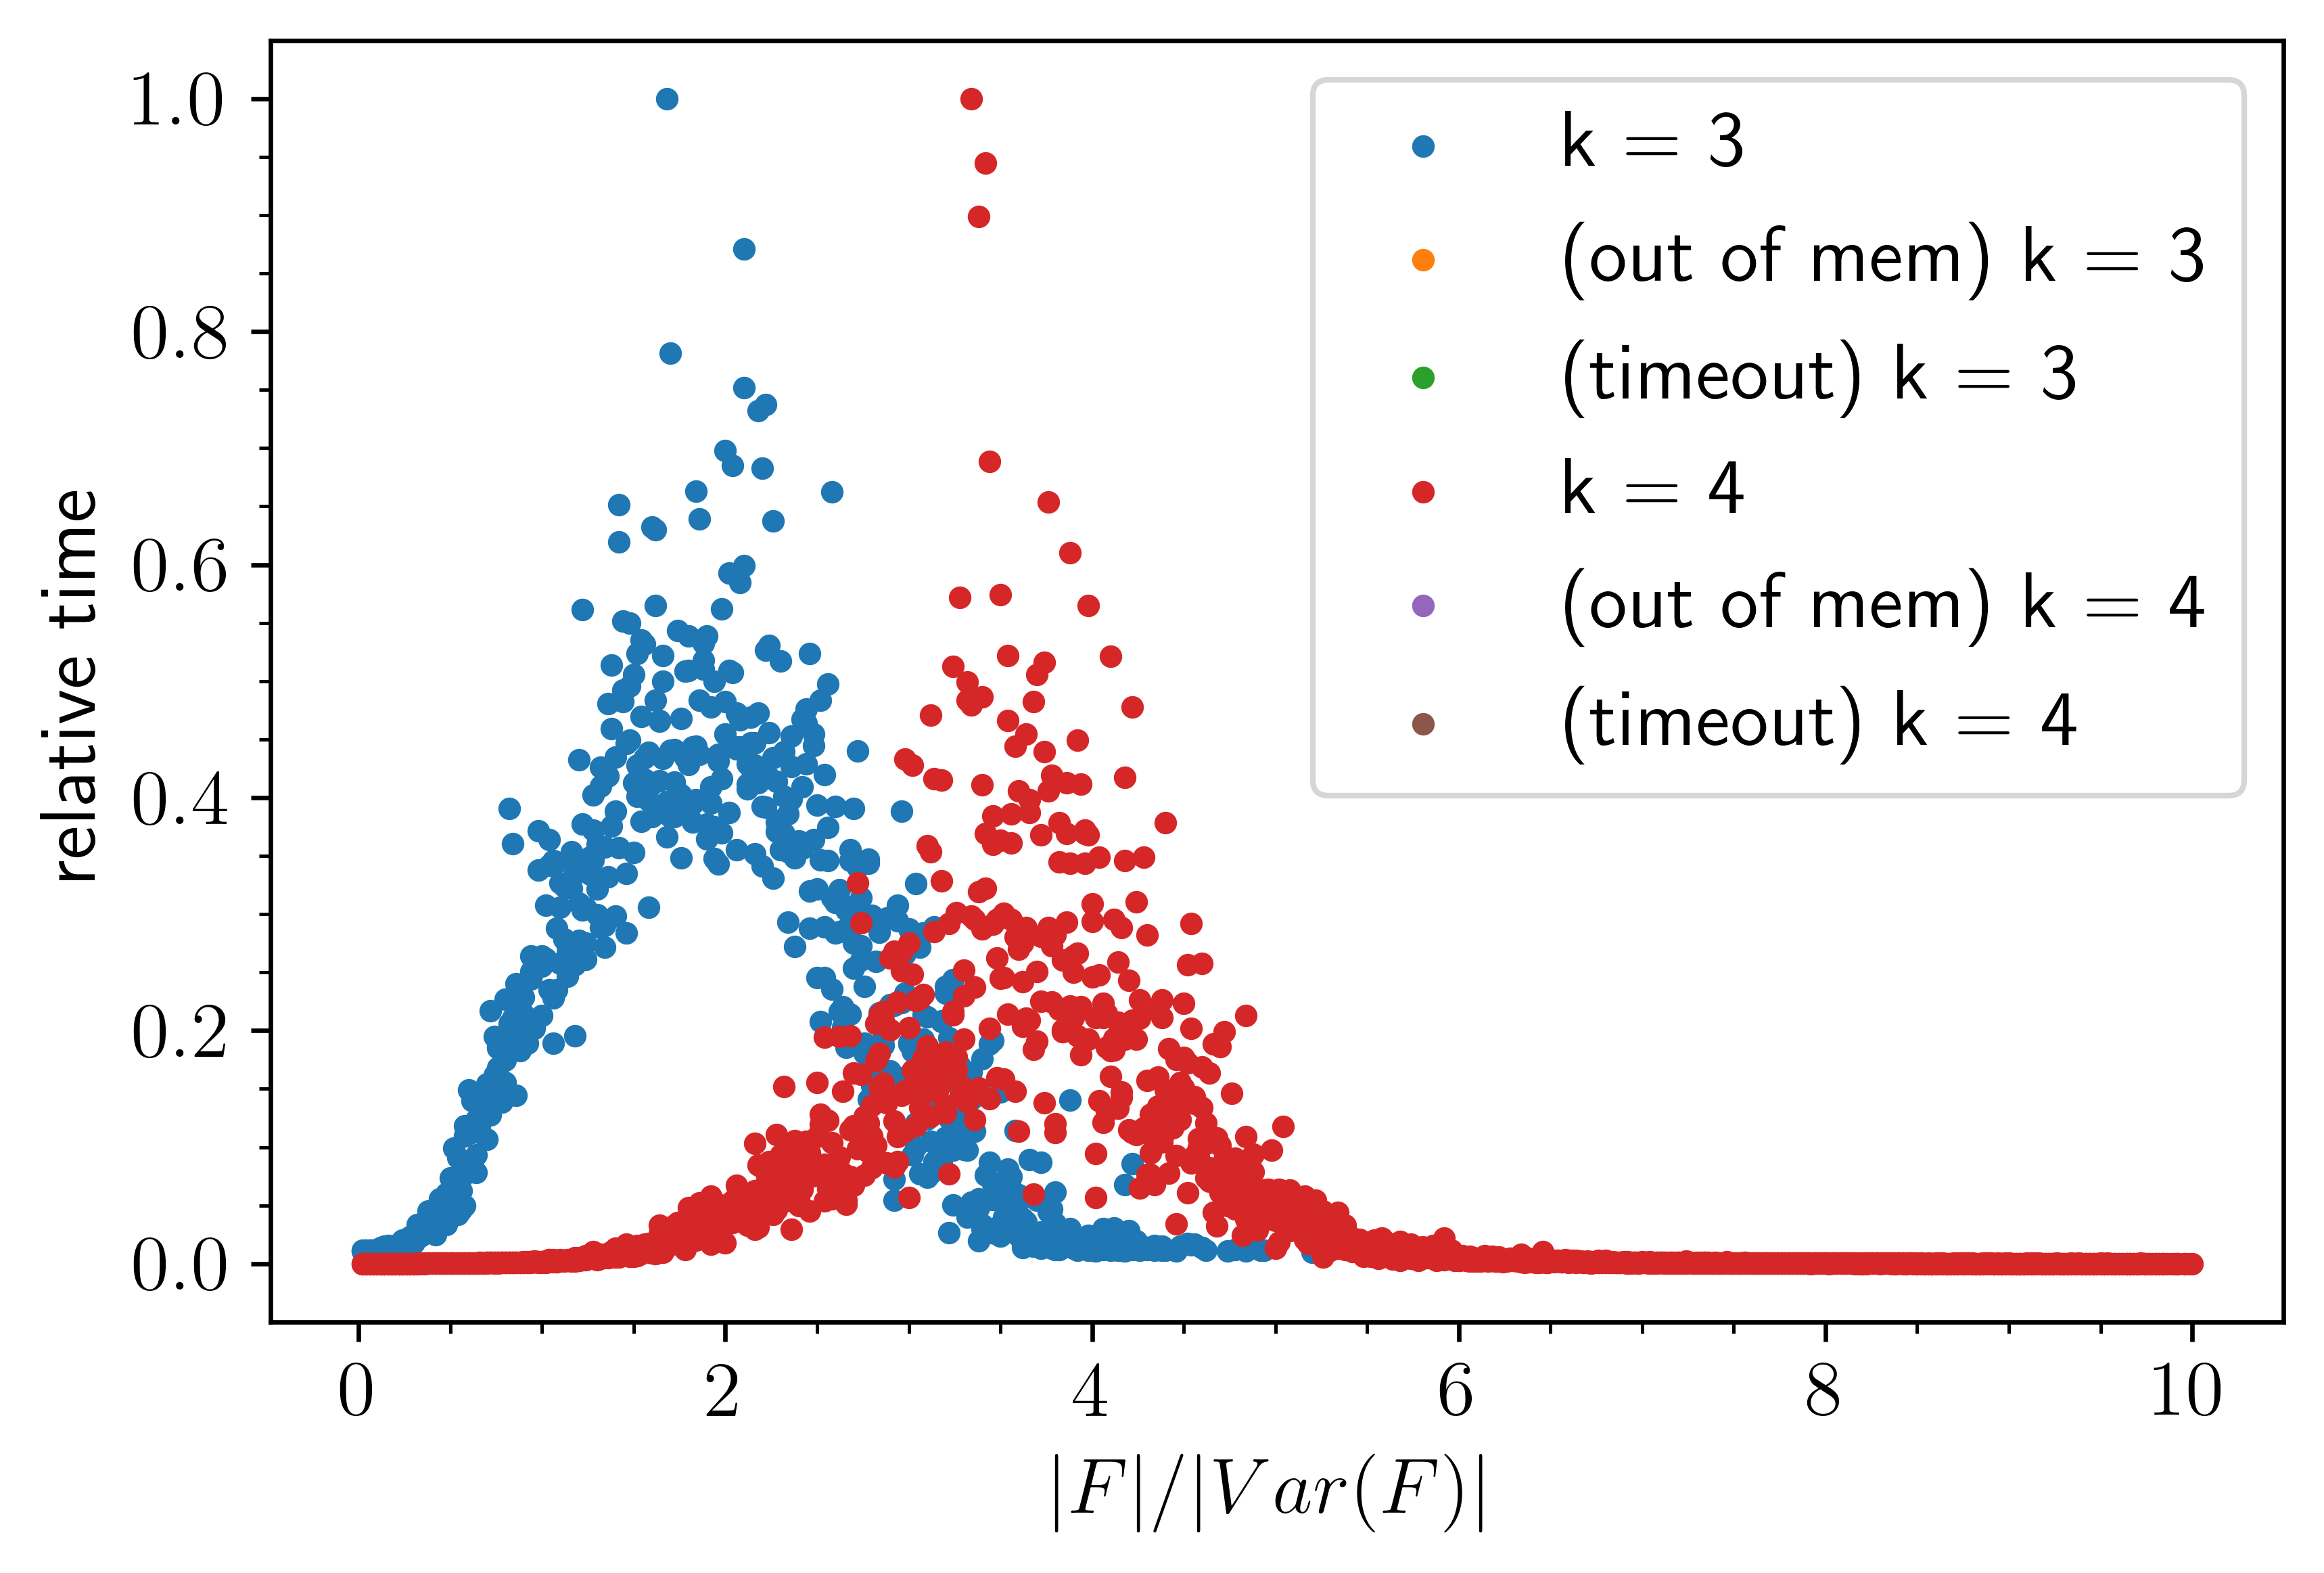 1.0
0.8
0.6
0.4
0.2
0.0
relative time
k = 3
(out of mem) k = 3
(timeout) k = 3
k = 4
(out of mem) k = 4
(timeout) k = 4
0 2 4 6 8 10
|F|/|Var(F)|